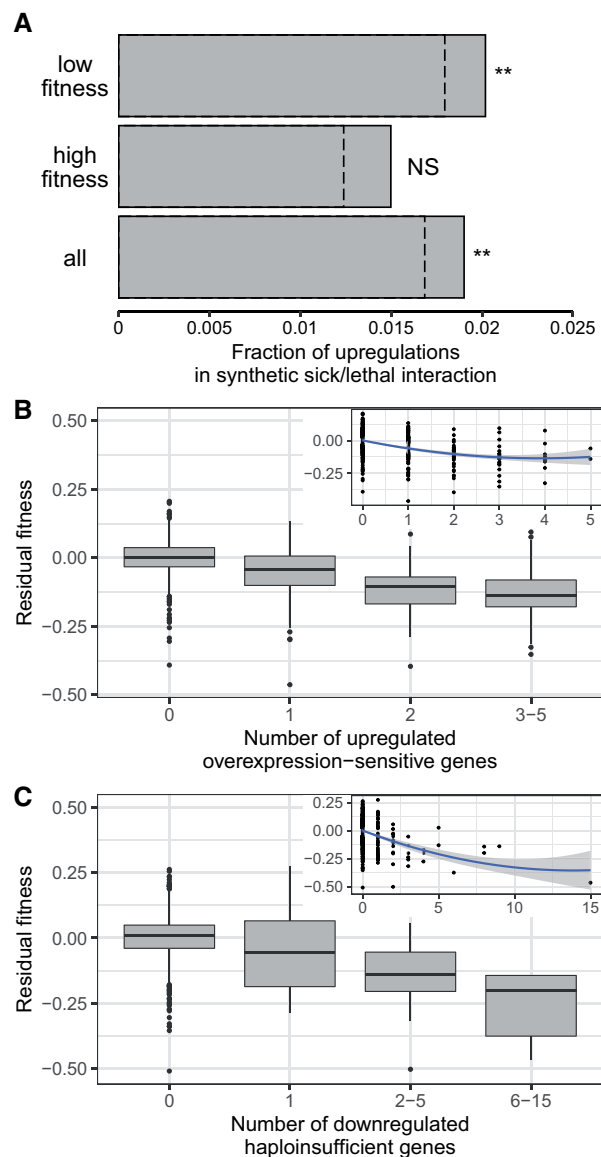 A
low
fitness
**
high
fitness
NS
all
**
0 0.005 0.01 0.015 0.02 0.025
Fraction of upregulations
in synthetic sick/lethal interaction
B
0.50
0.25
0.00
−0.25
−0.50
Residual fitness
0.00
−0.25
0 1 2 3 4 5
0 1 2 3−5
Number of upregulated
overexpression−sensitive genes
C
0.50
0.25
0.00
−0.25
−0.50
Residual fitness
0.25
0.00
−0.25
−0.50
0 5 10 15
0 1 2−5 6−15
Number of downregulated
haploinsufficient genes